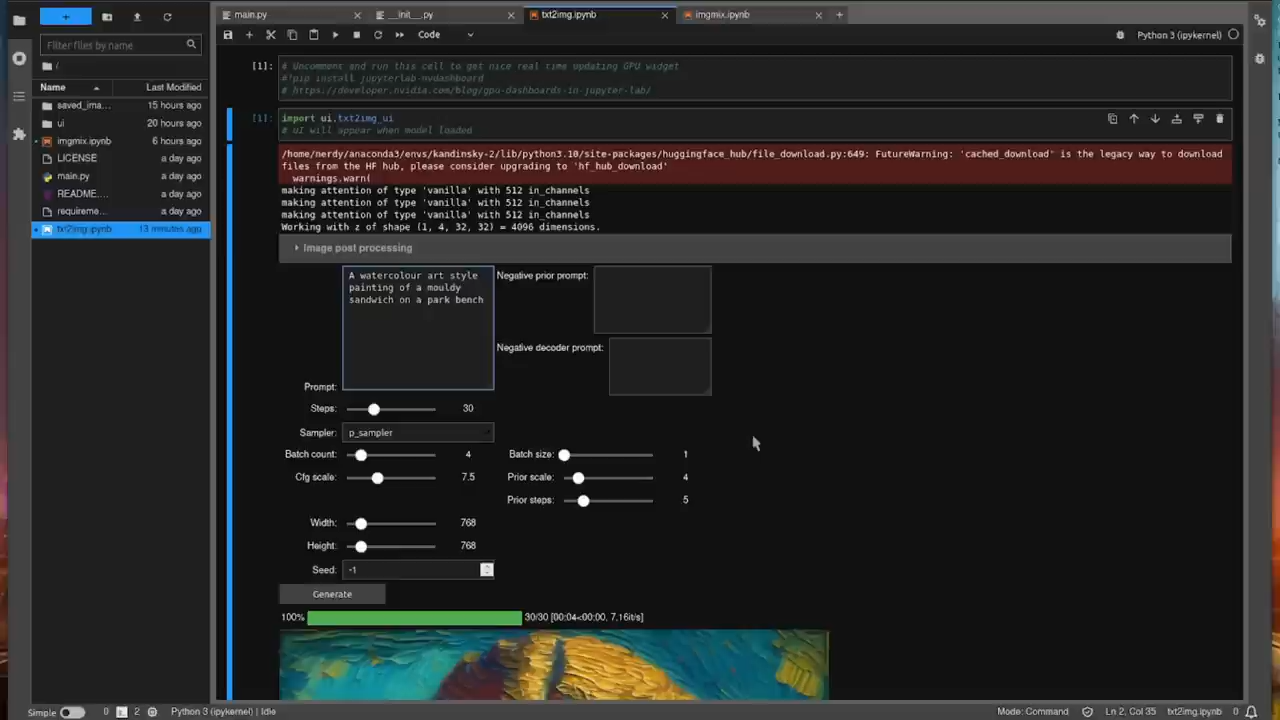 main.py
__init__.py
txt2img.ipynb
imgmix.ipynb
Filter files by name
Code
Python 3 (ipykernel)
/
Name
Last Modified
saved_ima...
15 hours ago
ui
20 hours ago
imgmix.ipynb
6 hours ago
LICENSE
a day ago
main.py
a day ago
README....
a day ago
requireme...
a day ago
txt2img.ipynb
13 minutes ago
[1]:
# Uncomment and run this cell to get nice real time updating GPU widget
#!pip install jupyterlab-nvdashboard
# https://developer.nvidia.com/blog/gpu-dashboards-in-jupyter-lab/
[1]:
import ui.txt2img_ui
# uI will appear when model loaded
/home/nerdy/anaconda3/envs/kandinsky-2/lib/python3.10/site-packages/huggingface_hub/file_download.py:649: FutureWarning: 'cached_download' is the legacy way to download
files from the HF hub, please consider upgrading to 'hf_hub_download'
warnings.warn(
making attention of type 'vanilla' with 512 in_channels
making attention of type 'vanilla' with 512 in_channels
making attention of type 'vanilla' with 512 in_channels
Working with z of shape (1, 4, 32, 32) = 4096 dimensions.
Image post processing
A watercolour art style
painting of a mouldy
sandwich on a park bench
Prompt:
Negative prior prompt:
Negative decoder prompt:
Steps:
30
Sampler:
p_sampler
Batch count:
4
Batch size:
1
Cfg scale:
7.5
Prior scale:
4
Prior steps:
5
Width:
768
Height:
768
Seed:
-1
Generate
100%
30/30 [00:04<00:00, 7.16it/s]
Simple
0
2
Python 3 (ipykernel) | Idle
Mode: Command
Ln 2, Col 35
txt2img.ipynb
0